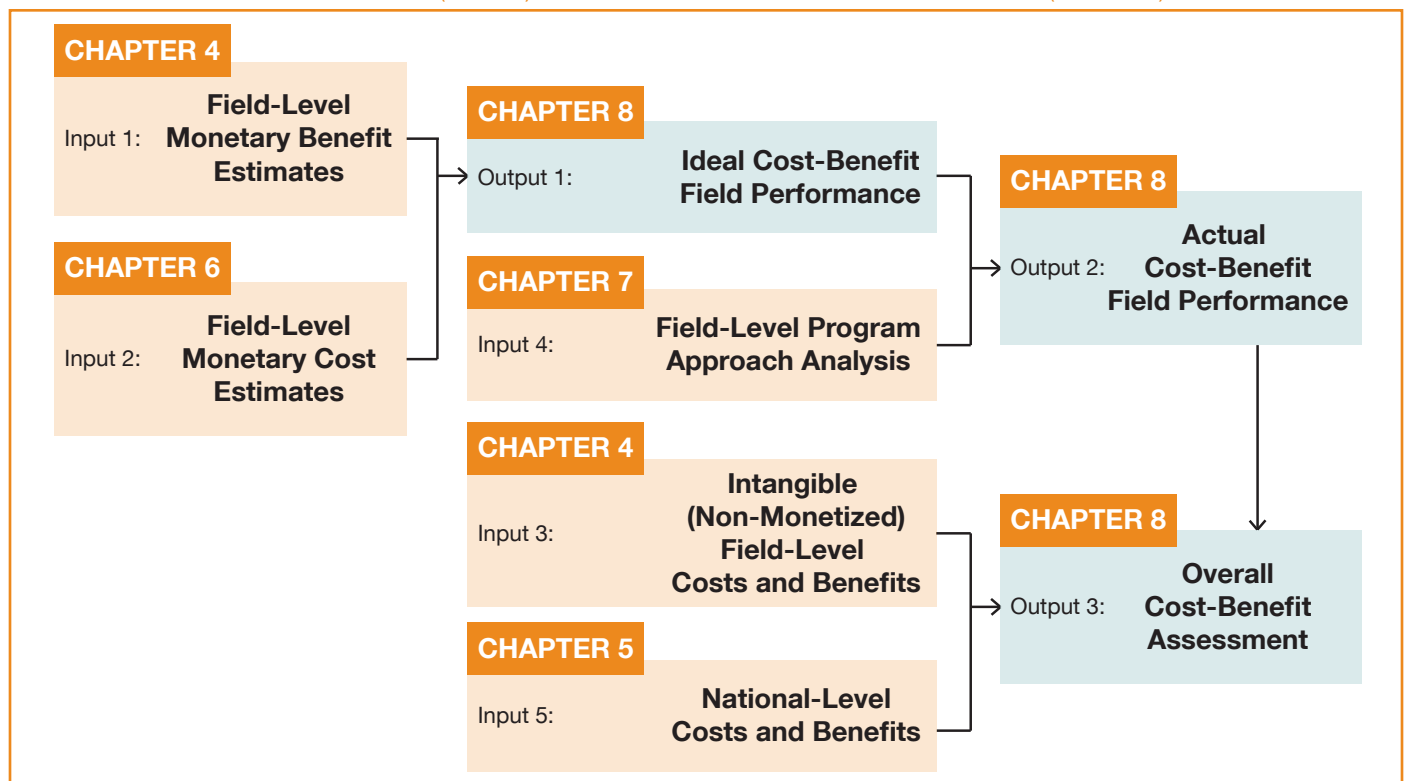 CHAPTER 4
Input 1:
Field-Level
Monetary Benefit
Estimates
CHAPTER 6
Input 2:
Field-Level
Monetary Cost
Estimates
CHAPTER 8
Output 1:
Ideal Cost-Benefit
Field Performance
CHAPTER 7
Input 4:
Field-Level Program
Approach Analysis
CHAPTER 4
Input 3:
Intangible
(Non-Monetized)
Field-Level
Costs and Benefits
CHAPTER 5
Input 5:
National-Level
Costs and Benefits
CHAPTER 8
Output 2:
Actual
Cost-Benefit
Field Performance
CHAPTER 8
Output 3:
Overall
Cost-Benefit
Assessment